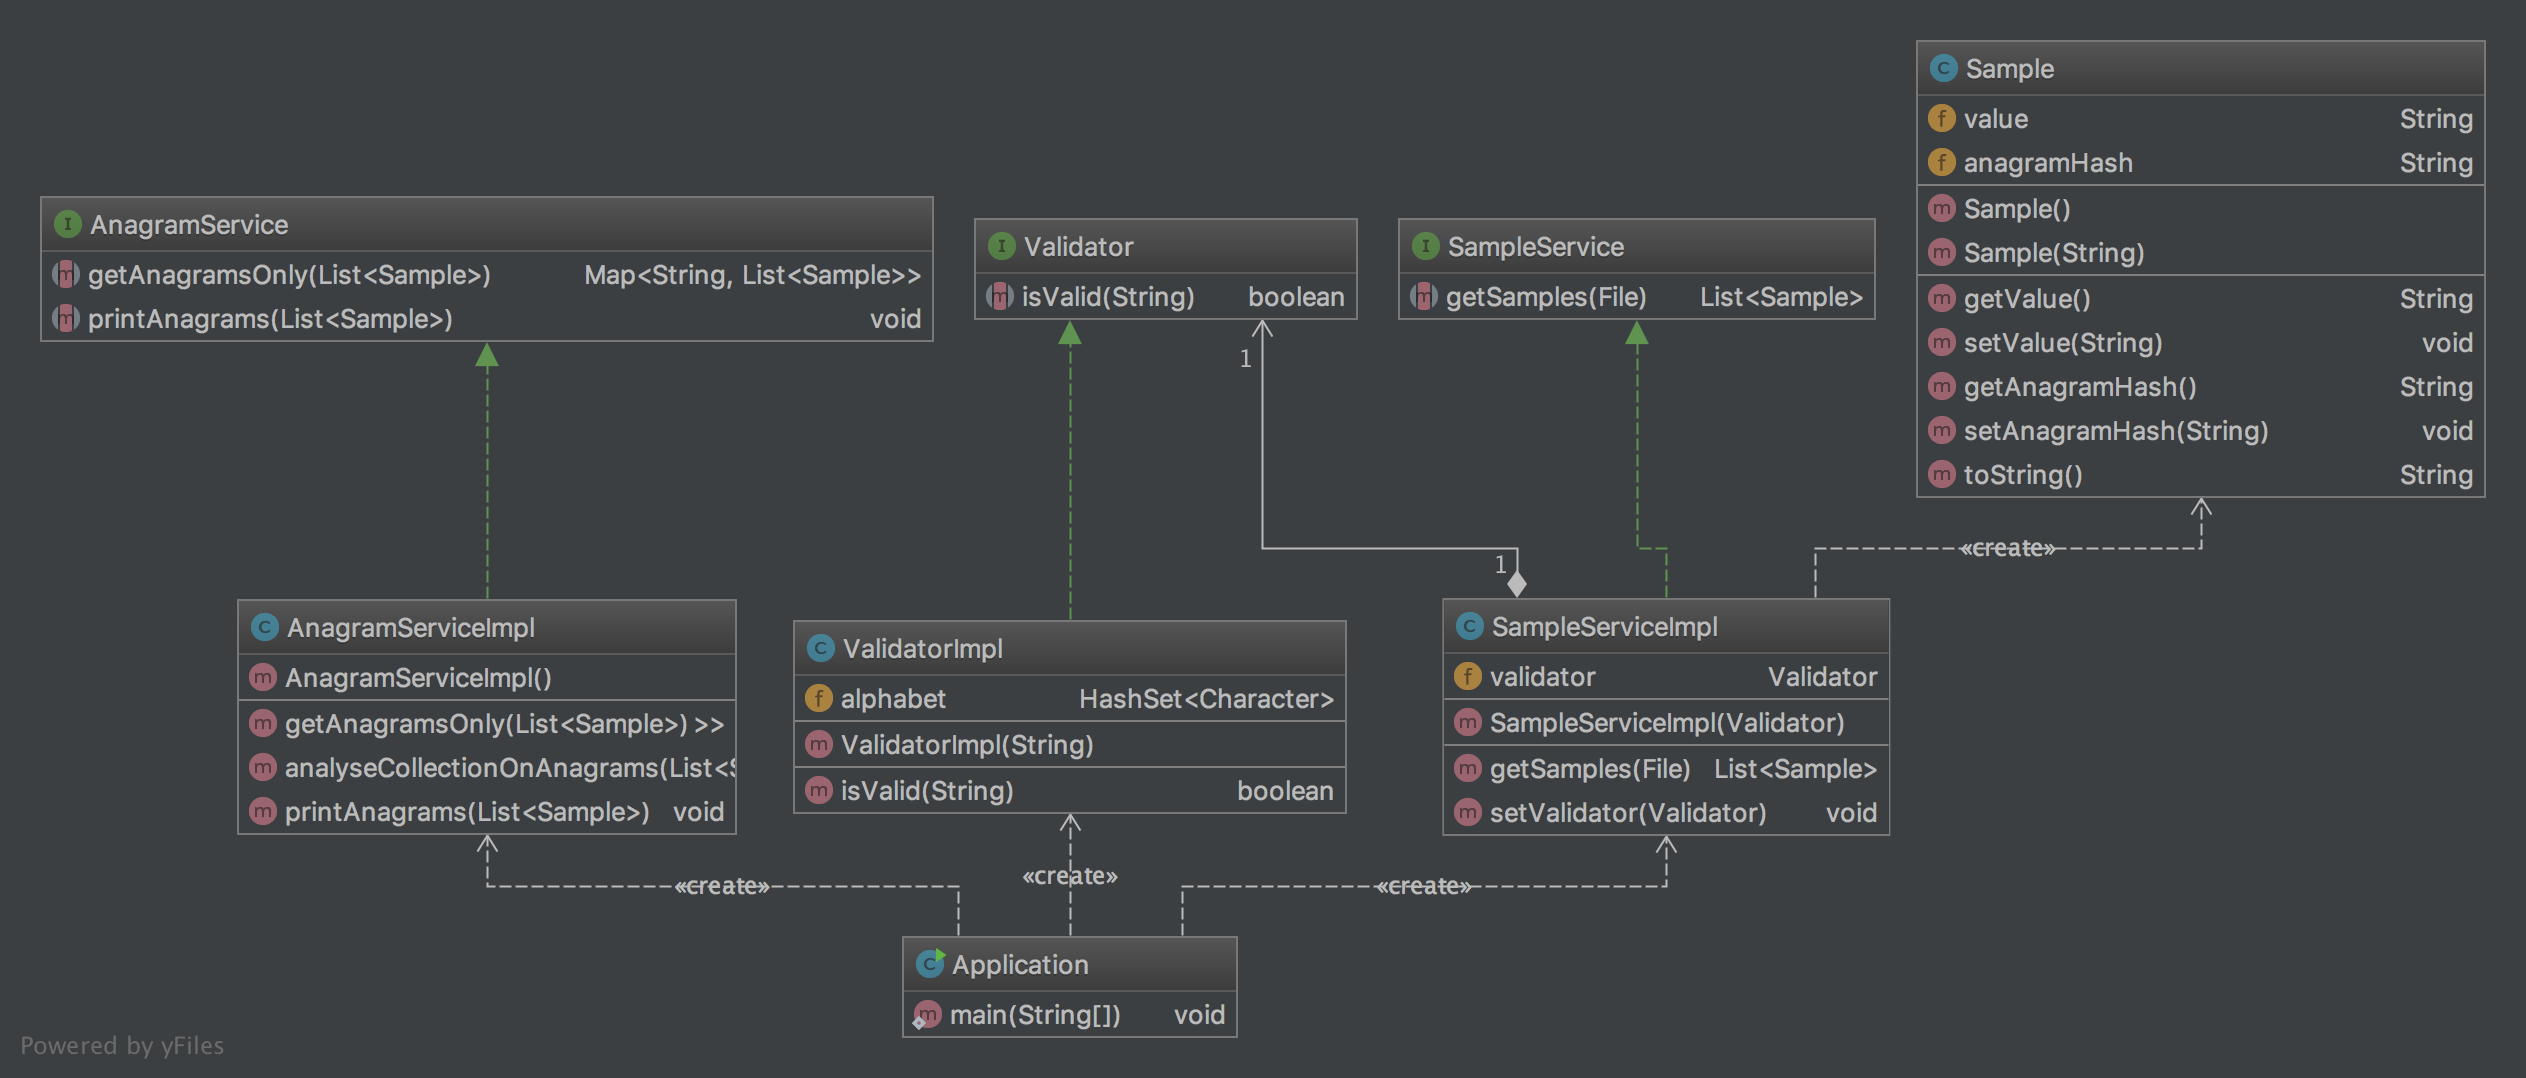 AnagramService
getAnagramsOnly(List<Sample>) Map<String, List<Sample>>
printAnagrams(List<Sample>) void
Validator
isValid(String) boolean
1
SampleService
getSamples(File) List<Sample>
Sample
value String
anagramHash String
Sample()
Sample(String)
getValue() String
setValue(String) void
getAnagramHash() String
setAnagramHash(String) void
toString() String
«create»
1
AnagramServiceImpl
AnagramServiceImpl()
getAnagramsOnly(List<Sample>) >>
analyseCollectionOnAnagrams(List<S
printAnagrams(List<Sample>) void
ValidatorImpl
alphabet HashSet<Character>
ValidatorImpl(String)
isValid(String) boolean
SampleServiceImpl
validator Validator
SampleServiceImpl(Validator)
getSamples(File) List<Sample>
setValidator(Validator) void
«create»
«create»
«create»
Application
main(String[]) void
Powered by yFiles